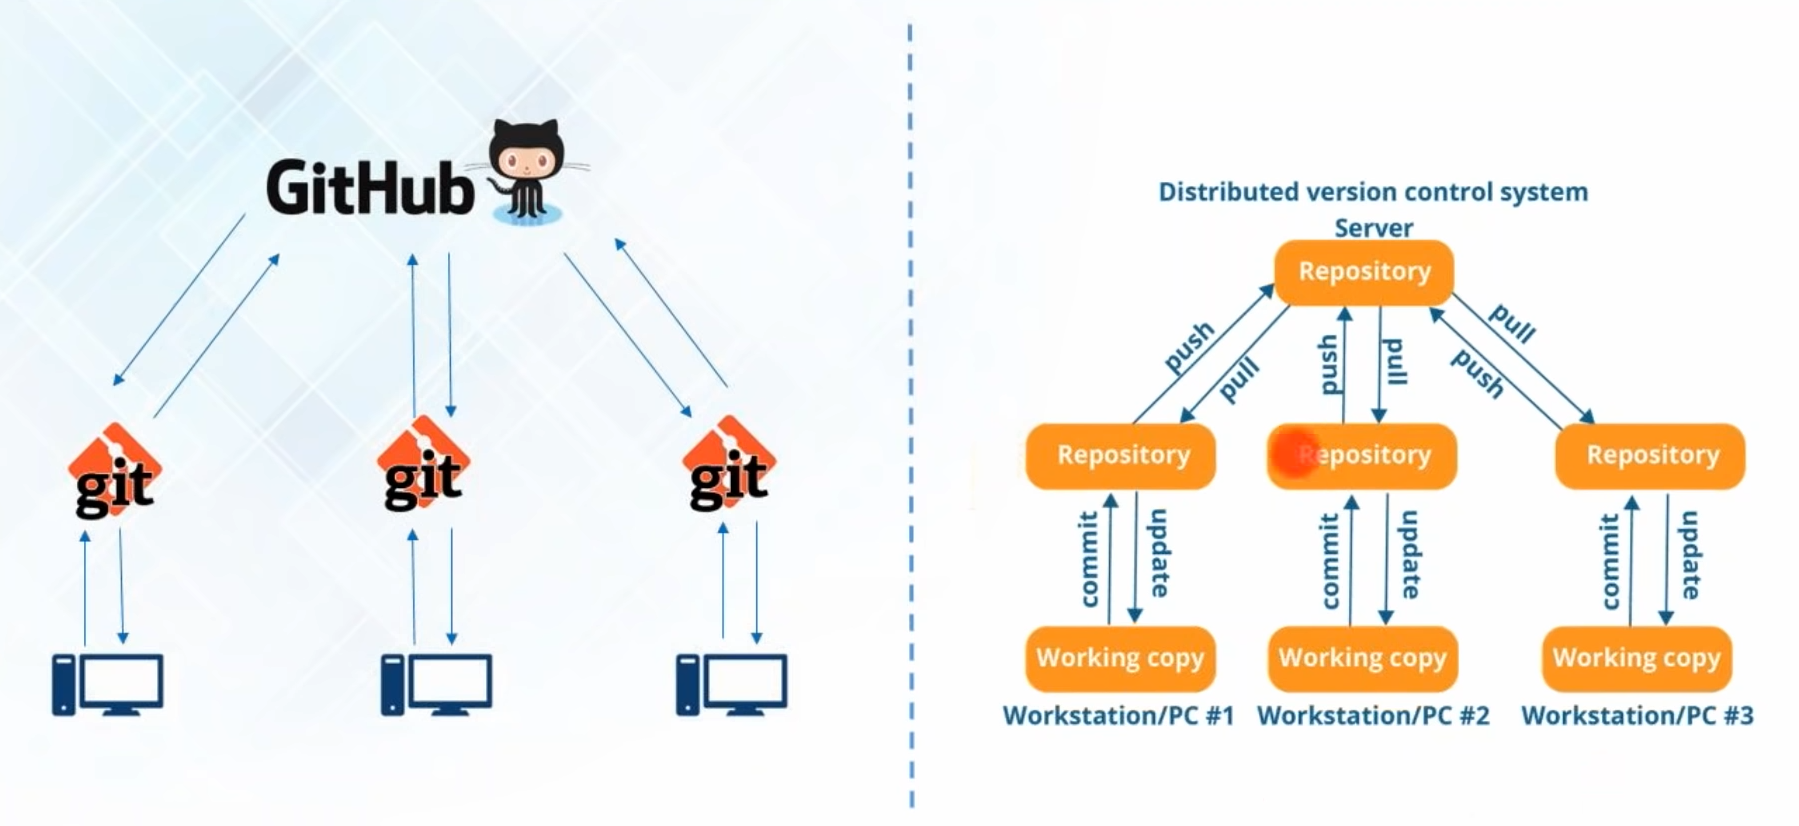 GitHub
git
git
git
Distributed version control system
Server
Repository
push
pull
push
pull
push
pull
Repository
Repository
Repository
commit
update
commit
update
commit
update
Working copy
Working copy
Working copy
Workstation/PC #1
Workstation/PC #2
Workstation/PC #3